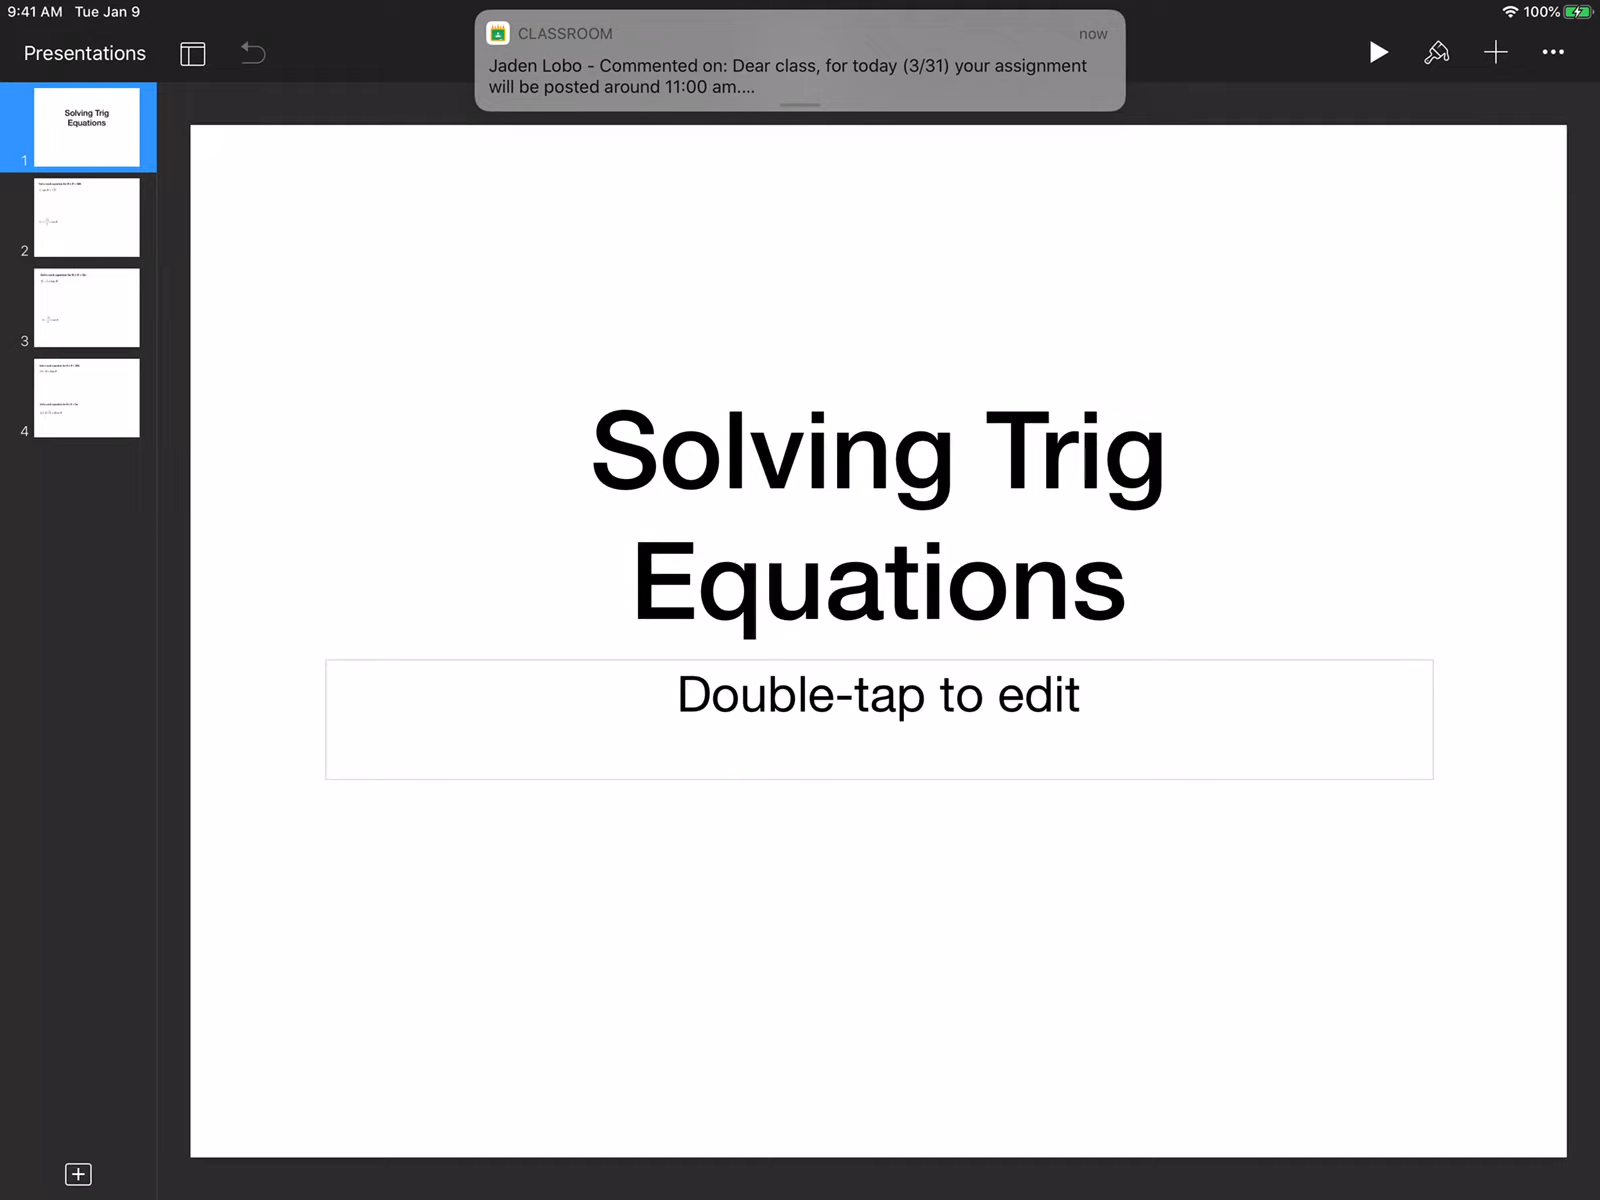 9:41 AM Tue Jan 9
100%
CLASSROOM
now
Jaden Lobo - Commented on: Dear class, for today (3/31) your assignment
will be posted around 11:00 am....
Presentations
Solving Trig
Equations
1
2
3
4
Solving Trig
Equations
Double-tap to edit